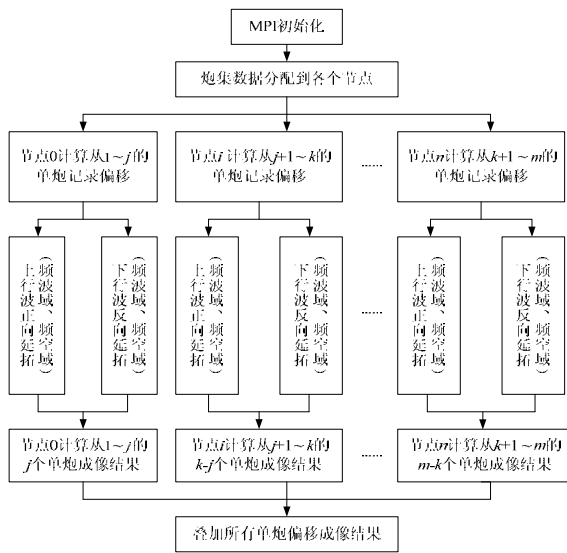 MPI初始化
炮集数据分配到各个节点
节点0计算从1~j的
单炮记录偏移
节点i 计算从j+1~k的
单炮记录偏移
......
节点n计算从k+1~m的
单炮记录偏移
上行波正向延拓
(频波域、频空域)
下行波反向延拓
(频波域、频空域)
上行波正向延拓
(频波域、频空域)
下行波反向延拓
(频波域、频空域)
......
上行波正向延拓
(频波域、频空域)
下行波反向延拓
(频波域、频空域)
节点0计算从1~j的
j个单炮成像结果
节点i计算从j+1~k的
k-j个单炮成像结果
......
节点n计算从k+1~m的
m-k个单炮成像结果
叠加所有单炮偏移成像结果